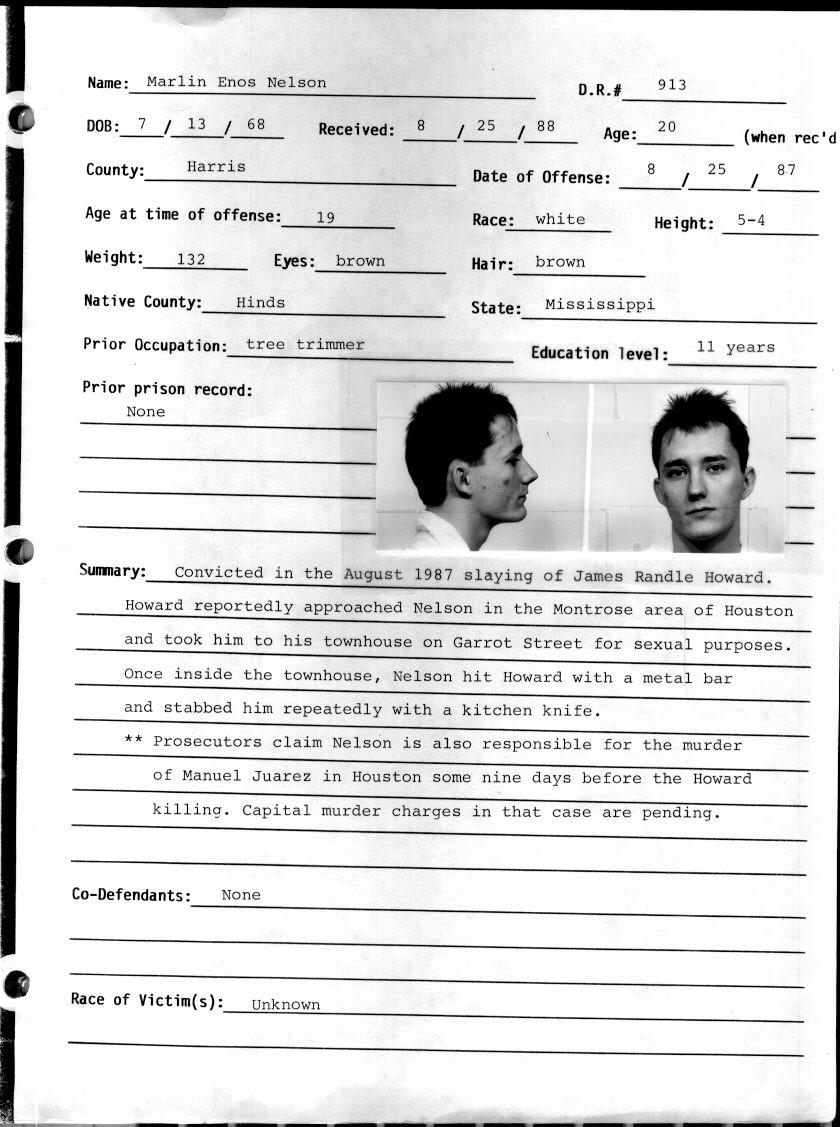 Name: Marlin Enos Nelson D.R.# 913
DOB: 7 / 13 / 68 Received: 8 / 25 / 88 Age: 20 (when rec'd
County: Harris Date of Offense: 8 / 25 / 87
Age at time of offense: 19 Race: white Height: 5-4
Weight: 132 Eyes: brown Hair: brown
Native County: Hinds State: Mississippi
Prior Occupation: tree trimmer Education level: 11 years
Prior prison record:
None
Summary: Convicted in the August 1987 slaying of James Randle Howard.
Howard reportedly approached Nelson in the Montrose area of Houston
and took him to his townhouse on Garrot Street for sexual purposes.
Once inside the townhouse, Nelson hit Howard with a metal bar
and stabbed him repeatedly with a kitchen knife.
** Prosecutors claim Nelson is also responsible for the murder
of Manuel Juarez in Houston some nine days before the Howard
killing. Capital murder charges in that case are pending.
Co-Defendants: None
Race of Victim(s): Unknown